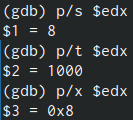 (gdb) p/s $edx
$1 = 8
(gdb) p/t $edx
$2 = 1000
(gdb) p/x $edx
$3 = 0x8